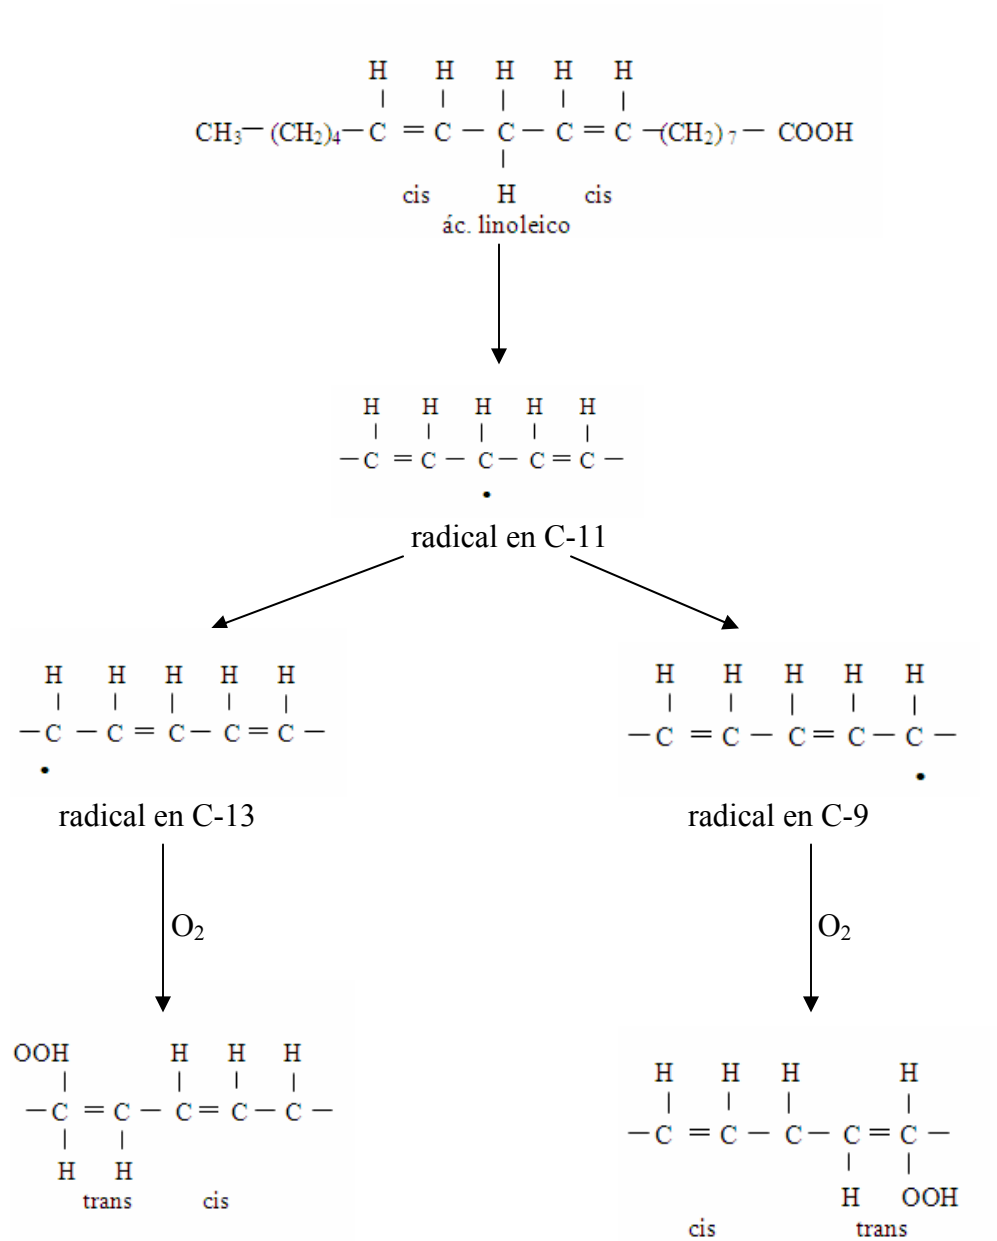 H H H H H
| | | | |
CH₃— (CH₂)₄— C = C — C — C = C —(CH₂)₇— COOH
|
cis H cis
ác. linoleico
H H H H H
| | | | |
— C = C — C — C = C —
•
radical en C-11
H H H H H
| | | | |
— C — C = C — C = C —
•
radical en C-13
H H H H H
| | | | |
— C = C — C = C — C —
•
radical en C-9
O₂
O₂
OOH H H H
| | | |
— C = C — C = C — C —
| |
H H
trans cis
H H H H
| | | |
— C = C — C — C = C —
| |
H OOH
cis trans